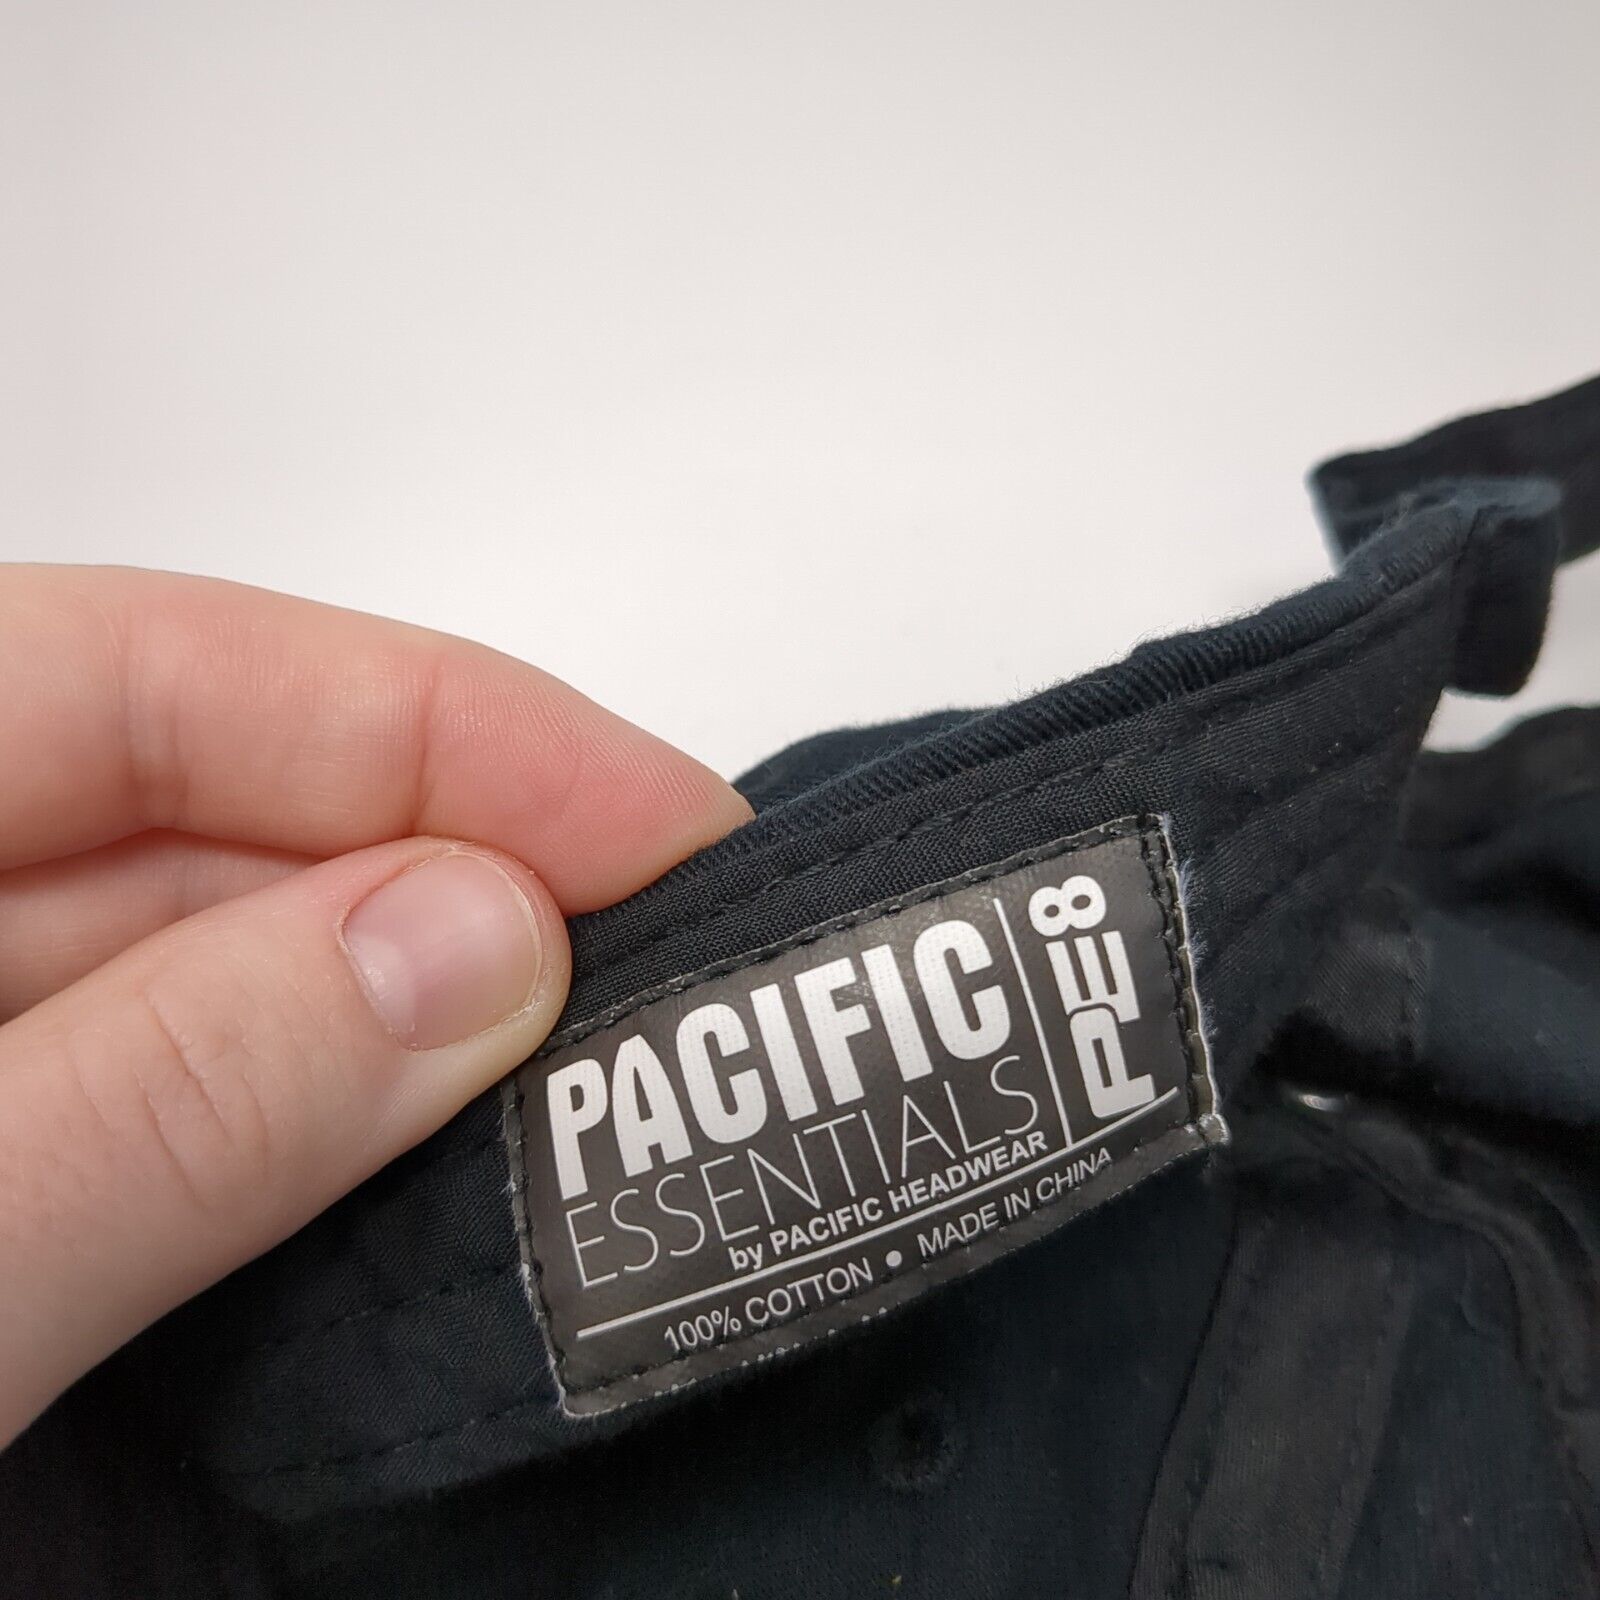 PACIFIC
ESSENTIALS
by PACIFIC HEADWEAR
PE8
100% COTTON • MADE IN CHINA